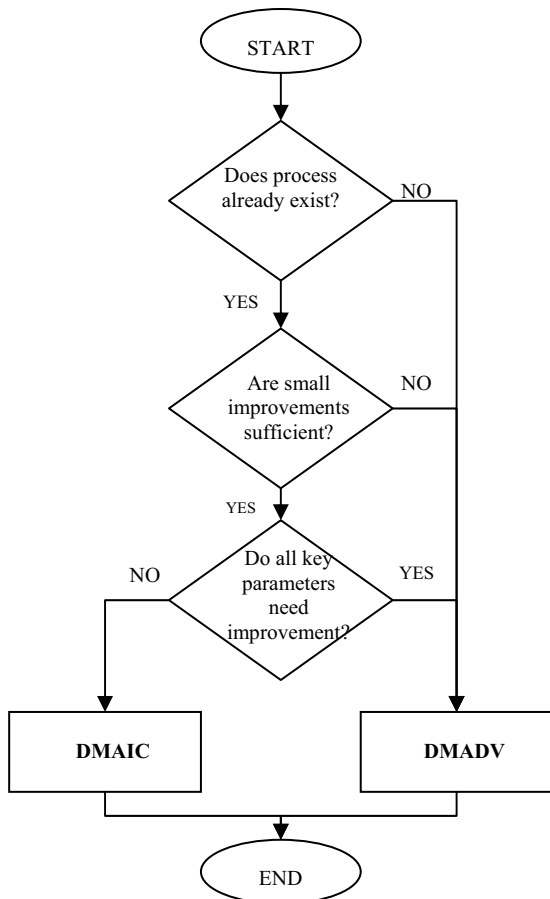 START
Does process
already exist?
NO
YES
Are small
improvements
sufficient?
NO
YES
Do all key
parameters
need
improvement?
NO
YES
DMAIC
DMADV
END